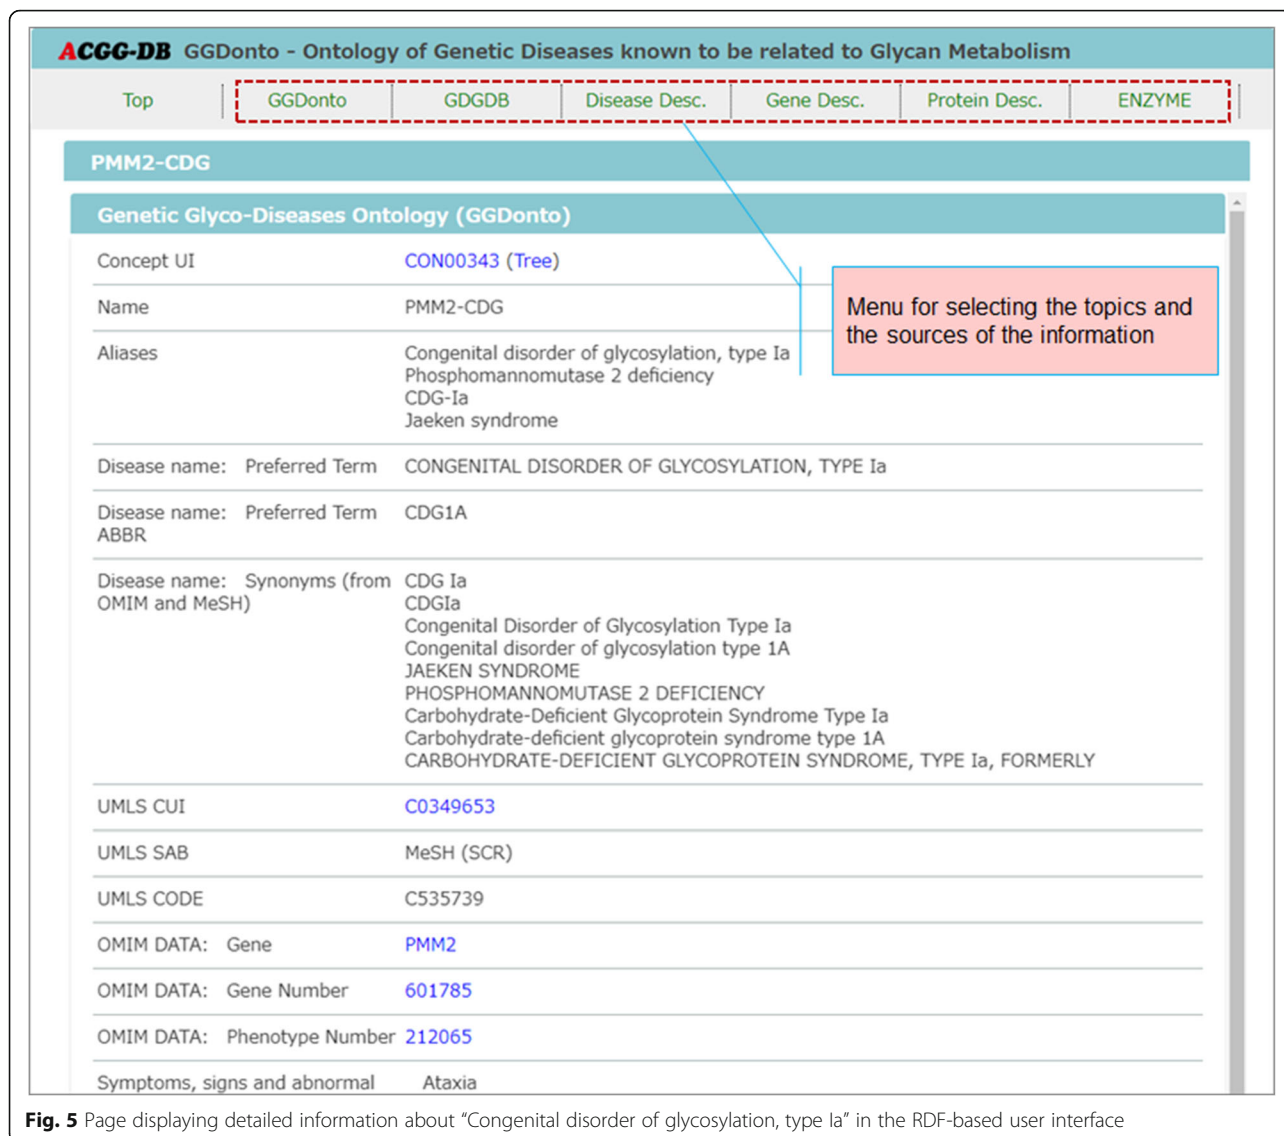 ACGG-DB GGDonto - Ontology of Genetic Diseases known to be related to Glycan Metabolism
Top GGDonto GDGDB Disease Desc. Gene Desc. Protein Desc. ENZYME
PMM2-CDG
Genetic Glyco-Diseases Ontology (GGDonto)
Concept UI CON00343 (Tree)
Menu for selecting the topics and
the sources of the information
Name PMM2-CDG
Aliases Congenital disorder of glycosylation, type Ia
Phosphomannomutase 2 deficiency
CDG-Ia
Jaeken syndrome
Disease name: Preferred Term CONGENITAL DISORDER OF GLYCOSYLATION, TYPE Ia
Disease name: Preferred Term CDG1A
ABBR
Disease name: Synonyms (from CDG Ia
OMIM and MeSH) CDGIa
Congenital Disorder of Glycosylation Type Ia
Congenital disorder of glycosylation type 1A
JAEKEN SYNDROME
PHOSPHOMANNOMUTASE 2 DEFICIENCY
Carbohydrate-Deficient Glycoprotein Syndrome Type Ia
Carbohydrate-deficient glycoprotein syndrome type 1A
CARBOHYDRATE-DEFICIENT GLYCOPROTEIN SYNDROME, TYPE Ia, FORMERLY
UMLS CUI C0349653
UMLS SAB MeSH (SCR)
UMLS CODE C535739
OMIM DATA: Gene PMM2
OMIM DATA: Gene Number 601785
OMIM DATA: Phenotype Number 212065
Symptoms, signs and abnormal Ataxia
Fig. 5 Page displaying detailed information about "Congenital disorder of glycosylation, type Ia" in the RDF-based user interface